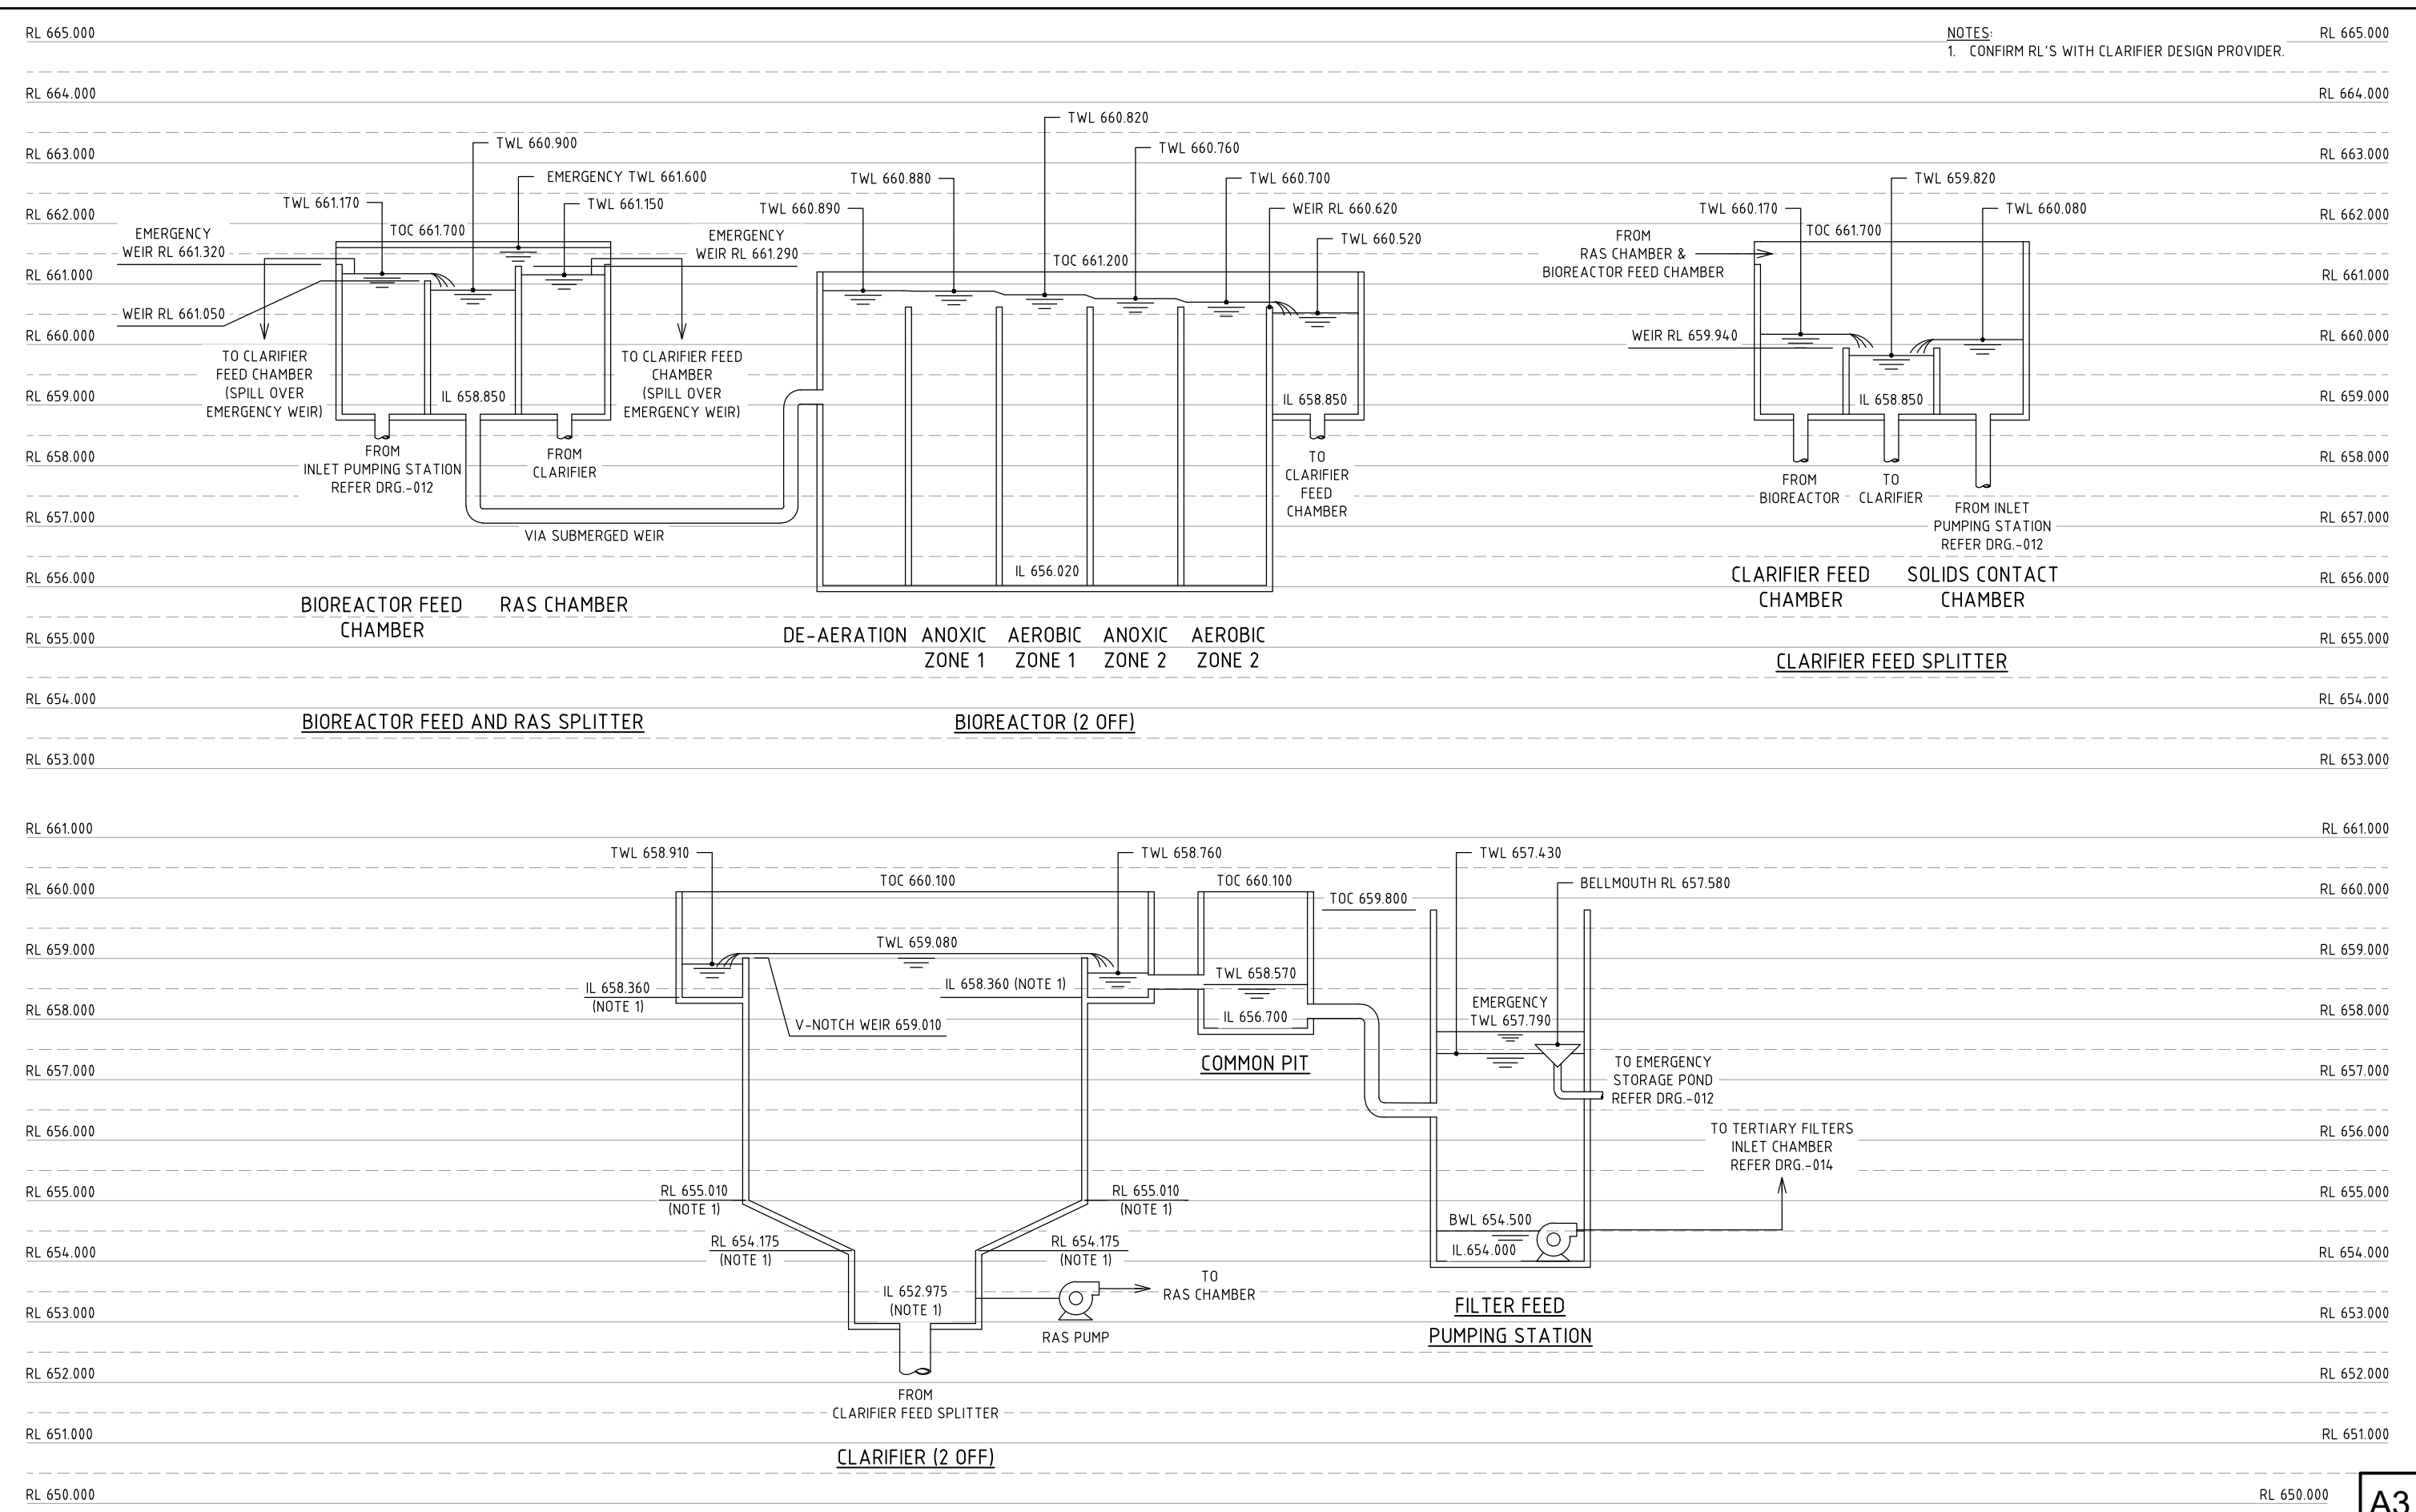 RL 665.000
NOTES:
RL 665.000
1. CONFIRM RL'S WITH CLARIFIER DESIGN PROVIDER.
RL 664.000
RL 664.000
TWL 660.820
TWL 660.900
TWL 660.760
RL 663.000
RL 663.000
EMERGENCY TWL 661.600
TWL 660.880
TWL 660.700
TWL 659.820
TWL 661.170
TWL 661.150
TWL 660.890
WEIR RL 660.620
TWL 660.170
TWL 660.080
RL 662.000
RL 662.000
EMERGENCY
WEIR RL 661.320
TOC 661.700
EMERGENCY
WEIR RL 661.290
TWL 660.520
TOC 661.200
FROM
RAS CHAMBER &
BIOREACTOR FEED CHAMBER
TOC 661.700
RL 661.000
RL 661.000
WEIR RL 661.050
RL 660.000
WEIR RL 659.940
RL 660.000
TO CLARIFIER
FEED CHAMBER
(SPILL OVER
EMERGENCY WEIR)
TO CLARIFIER FEED
CHAMBER
(SPILL OVER
EMERGENCY WEIR)
RL 659.000
IL 658.850
IL 658.850
IL 658.850
RL 659.000
FROM
INLET PUMPING STATION
REFER DRG.-012
FROM
CLARIFIER
TO
CLARIFIER
FEED
CHAMBER
RL 658.000
RL 658.000
FROM
BIOREACTOR
TO
CLARIFIER
FROM INLET
PUMPING STATION
REFER DRG.-012
RL 657.000
RL 657.000
VIA SUBMERGED WEIR
RL 656.000
IL 656.020
RL 656.000
CLARIFIER FEED
CHAMBER
SOLIDS CONTACT
CHAMBER
BIOREACTOR FEED
CHAMBER
RAS CHAMBER
RL 655.000
RL 655.000
DE-AERATION
ANOXIC
ZONE 1
AEROBIC
ZONE 1
ANOXIC
ZONE 2
AEROBIC
ZONE 2
CLARIFIER FEED SPLITTER
RL 654.000
RL 654.000
BIOREACTOR FEED AND RAS SPLITTER
BIOREACTOR (2 OFF)
RL 653.000
RL 653.000
RL 661.000
RL 661.000
TWL 658.910
TWL 658.760
TWL 657.430
RL 660.000
TOC 660.100
TOC 660.100
BELLMOUTH RL 657.580
RL 660.000
TOC 659.800
RL 659.000
TWL 659.080
RL 659.000
IL 658.360
(NOTE 1)
IL 658.360 (NOTE 1)
TWL 658.570
RL 658.000
V-NOTCH WEIR 659.010
IL 656.700
EMERGENCY
TWL 657.790
RL 658.000
COMMON PIT
TO EMERGENCY
STORAGE POND
REFER DRG.-012
RL 657.000
RL 657.000
RL 656.000
TO TERTIARY FILTERS
INLET CHAMBER
REFER DRG.-014
RL 656.000
RL 655.000
RL 655.010
(NOTE 1)
RL 655.010
(NOTE 1)
RL 655.000
BWL 654.500
RL 654.000
RL 654.175
(NOTE 1)
RL 654.175
(NOTE 1)
IL.654.000
RL 654.000
IL 652.975
(NOTE 1)
TO
RAS CHAMBER
RL 653.000
RAS PUMP
FILTER FEED
PUMPING STATION
RL 653.000
RL 652.000
RL 652.000
FROM
CLARIFIER FEED SPLITTER
RL 651.000
RL 651.000
CLARIFIER (2 OFF)
RL 650.000
RL 650.000
A3